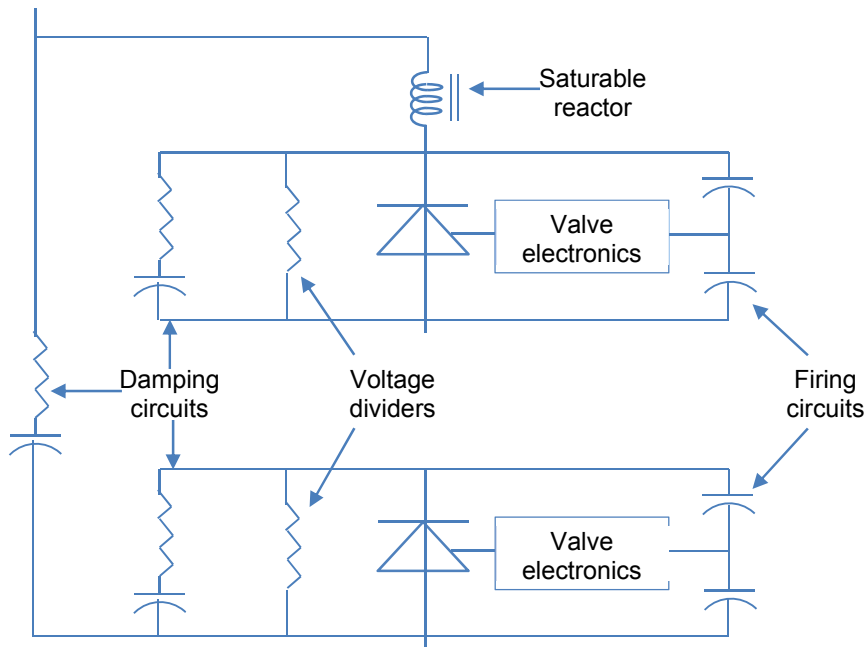 Saturable
reactor
Valve
electronics
Damping
circuits
Voltage
dividers
Firing
circuits
Valve
electronics